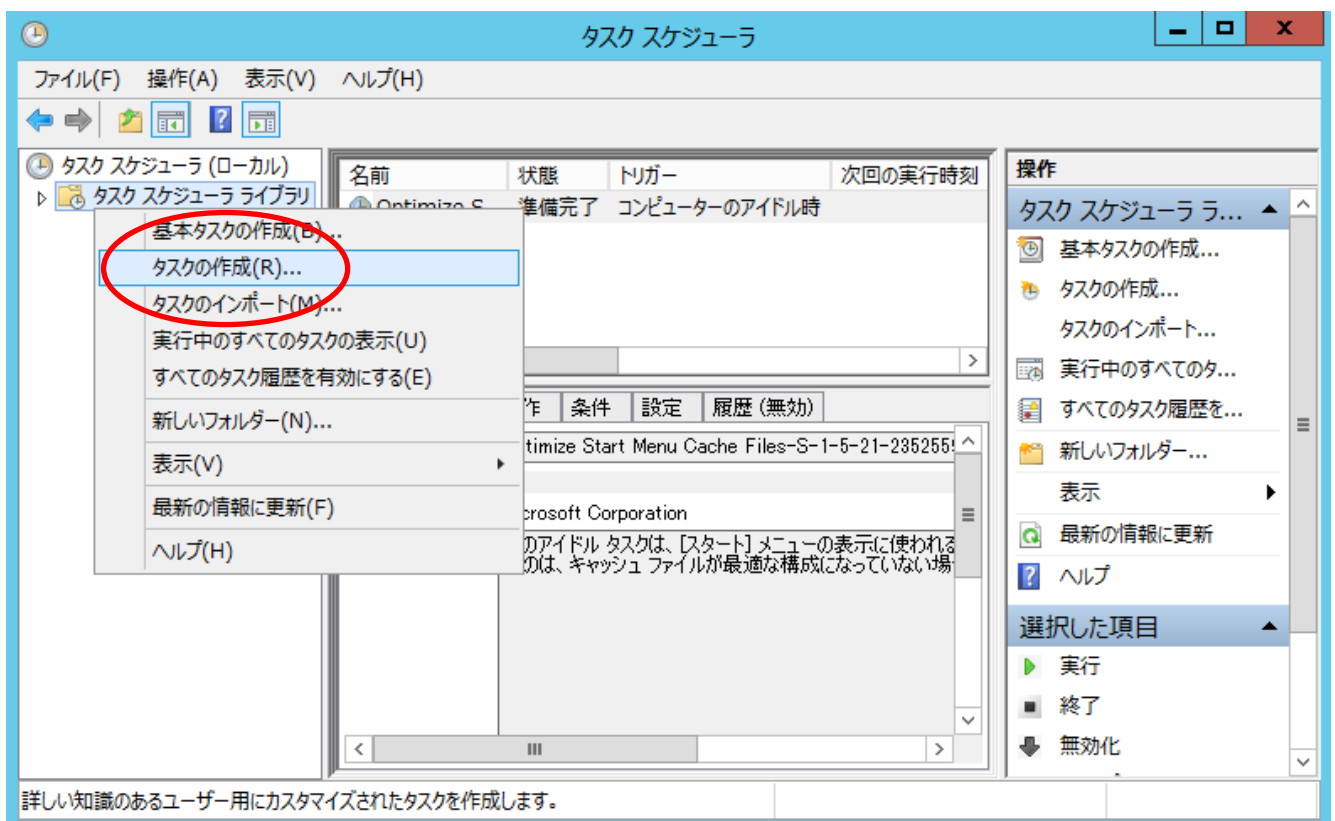 タスク スケジューラ
ファイル(F) 操作(A) 表示(V) ヘルプ(H)
タスク スケジューラ (ローカル)
タスク スケジューラ ライブラリ
基本タスクの作成(B)...
タスクの作成(R)...
タスクのインポート(M)...
実行中のすべてのタスクの表示(U)
すべてのタスク履歴を有効にする(E)
新しいフォルダー(N)...
表示(V)
最新の情報に更新(F)
ヘルプ(H)
名前 状態 トリガー 次回の実行時刻
Optimize S 準備完了 コンピューターのアイドル時
作 条件 設定 履歴 (無効)
timize Start Menu Cache Files-S-1-5-21-235255
crosoft Corporation
のアイドル タスクは、[スタート] メニューの表示に使われる
のは、キャッシュ ファイルが最適な構成になっていない場
操作
タスク スケジューラ ラ...
基本タスクの作成...
タスクの作成...
タスクのインポート...
実行中のすべてのタ...
すべてのタスク履歴を...
新しいフォルダー...
表示
最新の情報に更新
ヘルプ
選択した項目
実行
終了
無効化
詳しい知識のあるユーザー用にカスタマイズされたタスクを作成します。